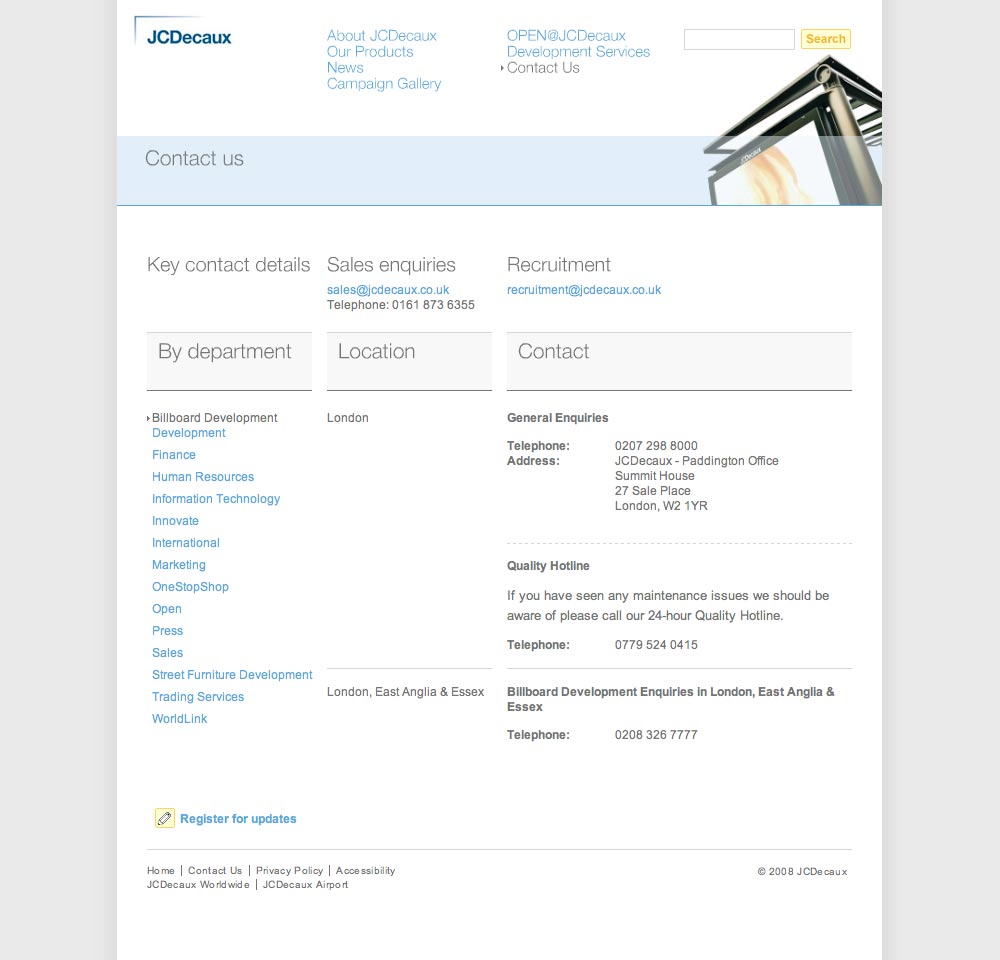 JCDecaux
About JCDecaux
Our Products
News
Campaign Gallery
OPEN@JCDecaux
Development Services
Contact Us
Search
JCDecaux
Contact us
Key contact details
Sales enquiries
sales@jcdecaux.co.uk
Telephone: 0161 873 6355
Recruitment
recruitment@jcdecaux.co.uk
By department
Location
Contact
Billboard Development
Development
Finance
Human Resources
Information Technology
Innovate
International
Marketing
OneStopShop
Open
Press
Sales
Street Furniture Development
Trading Services
WorldLink
London
General Enquiries
Telephone: 0207 298 8000
Address: JCDecaux - Paddington Office
Summit House
27 Sale Place
London, W2 1YR
Quality Hotline
If you have seen any maintenance issues we should be
aware of please call our 24-hour Quality Hotline.
Telephone: 0779 524 0415
London, East Anglia & Essex
Billboard Development Enquiries in London, East Anglia &
Essex
Telephone: 0208 326 7777
Register for updates
Home | Contact Us | Privacy Policy | Accessibility
JCDecaux Worldwide | JCDecaux Airport
© 2008 JCDecaux